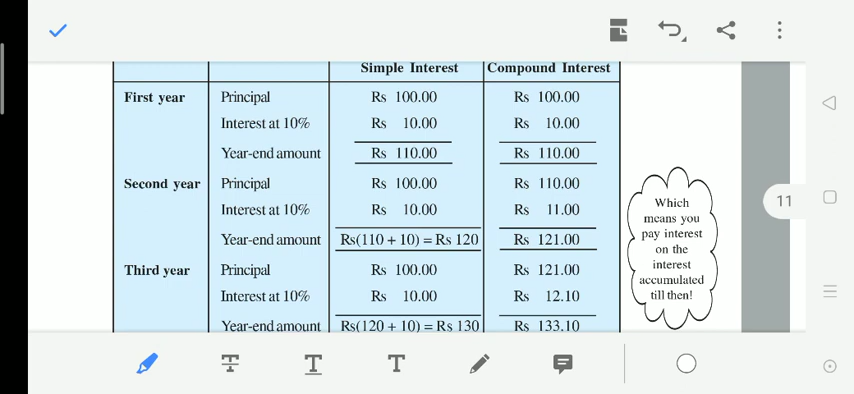 Simple Interest Compound Interest
First year Principal Rs 100.00 Rs 100.00
Interest at 10% Rs 10.00 Rs 10.00
Year-end amount Rs 110.00 Rs 110.00
Second year Principal Rs 100.00 Rs 110.00
Interest at 10% Rs 10.00 Rs 11.00
Year-end amount Rs(110 + 10) = Rs 120 Rs 121.00
Third year Principal Rs 100.00 Rs 121.00
Interest at 10% Rs 10.00 Rs 12.10
Year-end amount Rs(120 + 10) = Rs 130 Rs 133.10
Which
means you
pay interest
on the
interest
accumulated
till then!
11
T T T